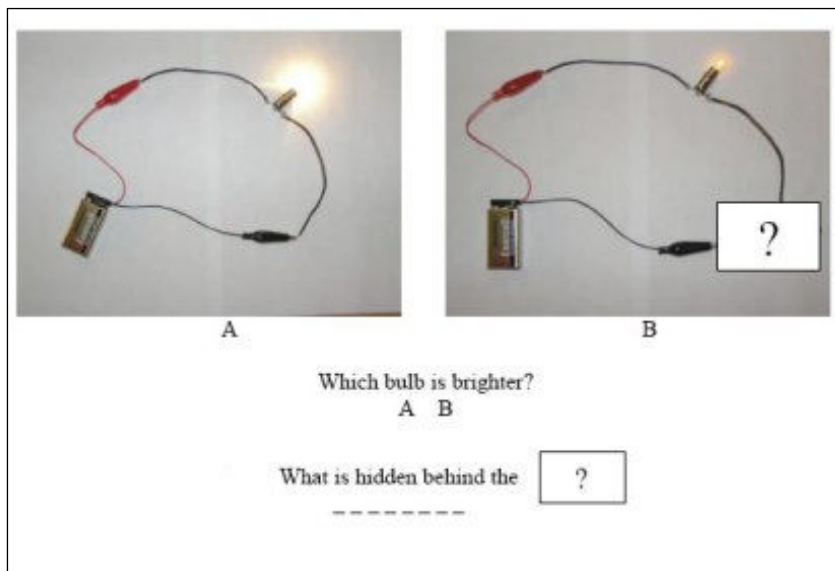 ?
A
B
Which bulb is brighter?
A B
What is hidden behind the ?
_ _ _ _ _ _ _ _